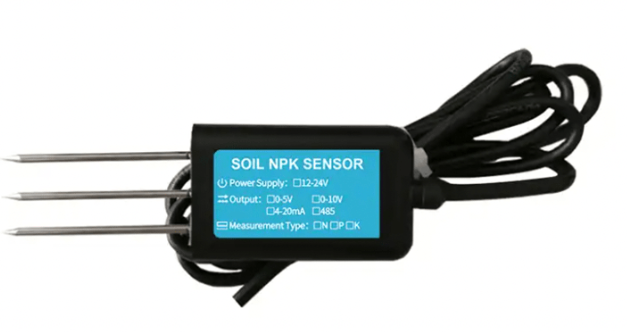 SOIL NPK SENSOR
Power Supply: ☐12-24V
Output: ☐0-5V ☐0-10V
☐4-20mA ☐485
Measurement Type: ☐N ☐P ☐K